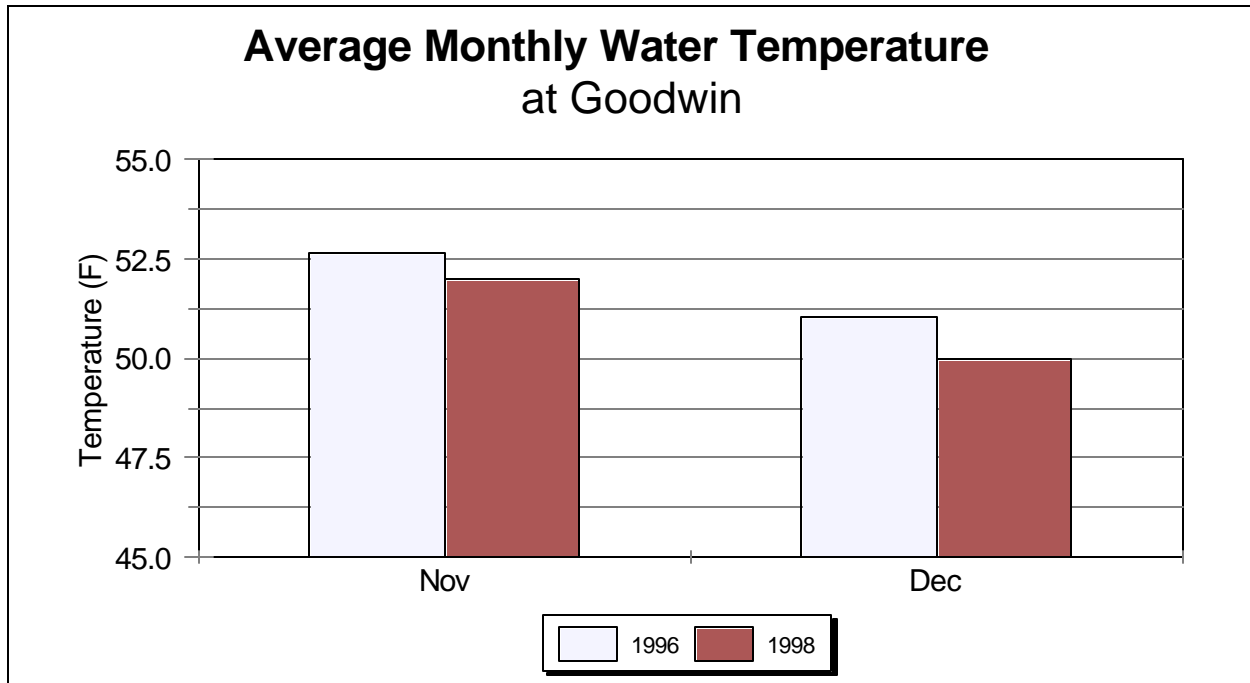 Average Monthly Water Temperature
at Goodwin
Temperature (F)
55.0
52.5
50.0
47.5
45.0
Nov
Dec
1996
1998